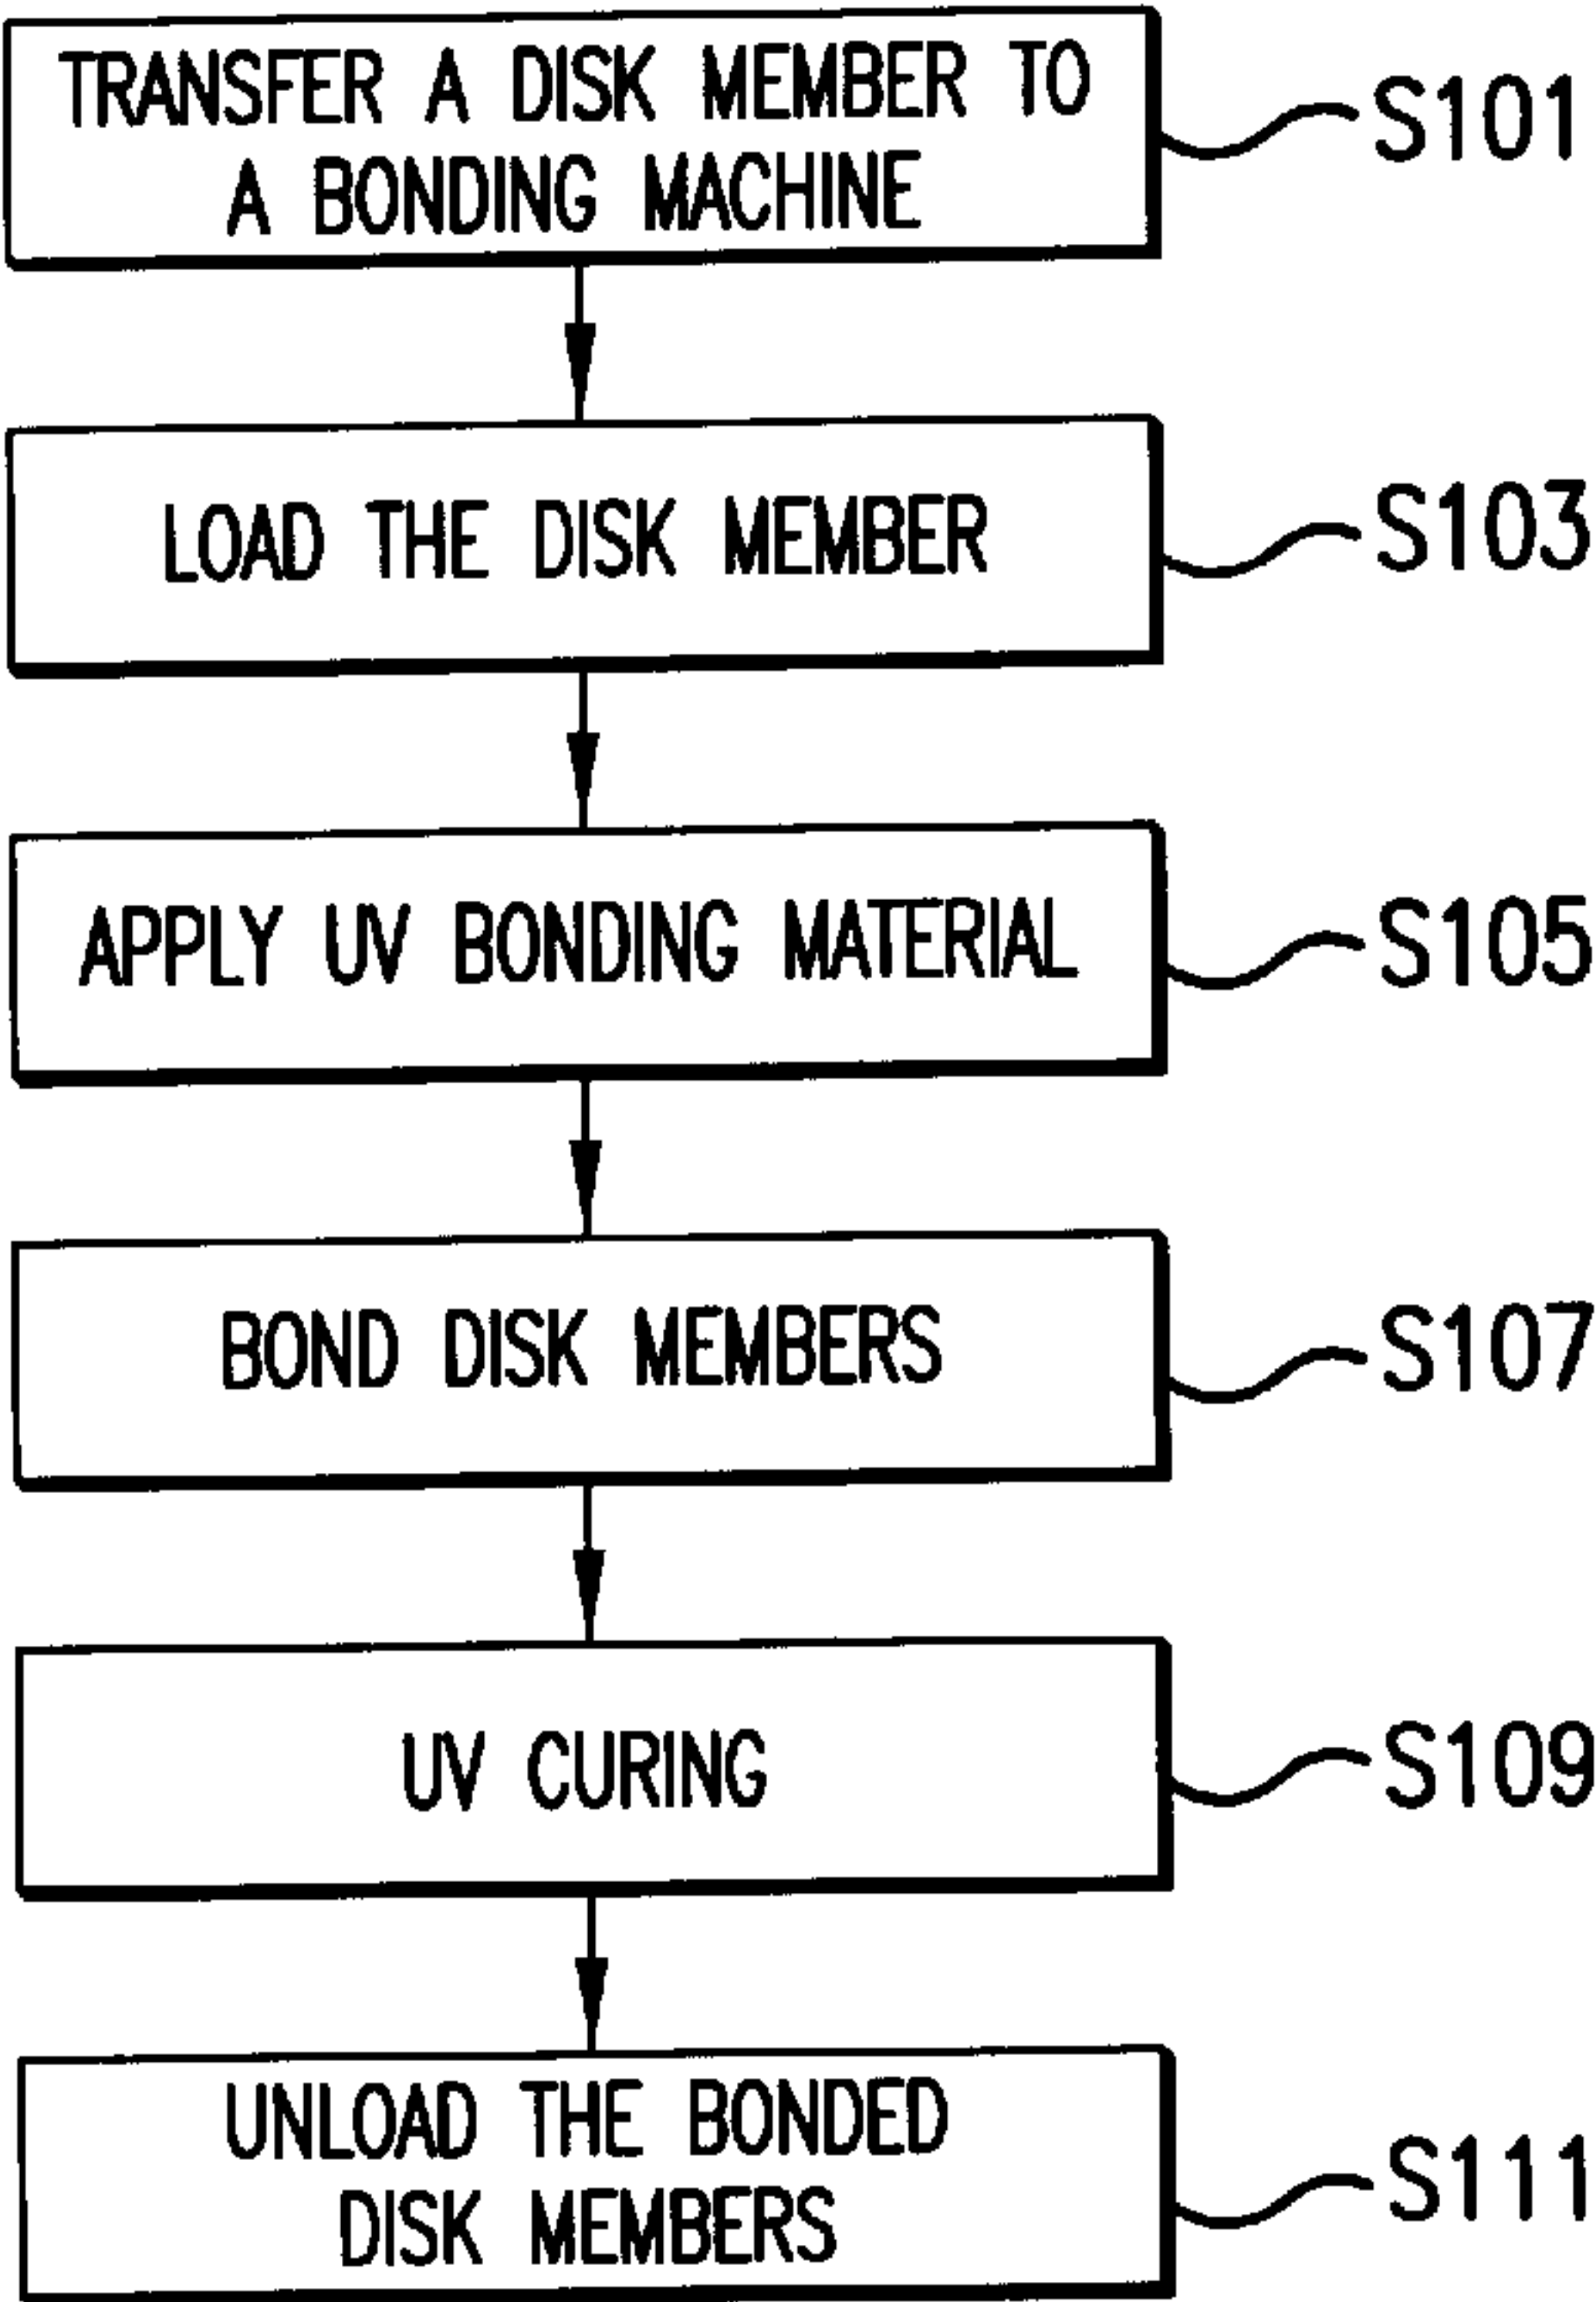 TRANSFER A DISK MEMBER TO
A BONDING MACHINE
S101
LOAD THE DISK MEMBER
S103
APPLY UV BONDING MATERIAL
S105
BOND DISK MEMBERS
S107
UV CURING
S109
UNLOAD THE BONDED
DISK MEMBERS
S111